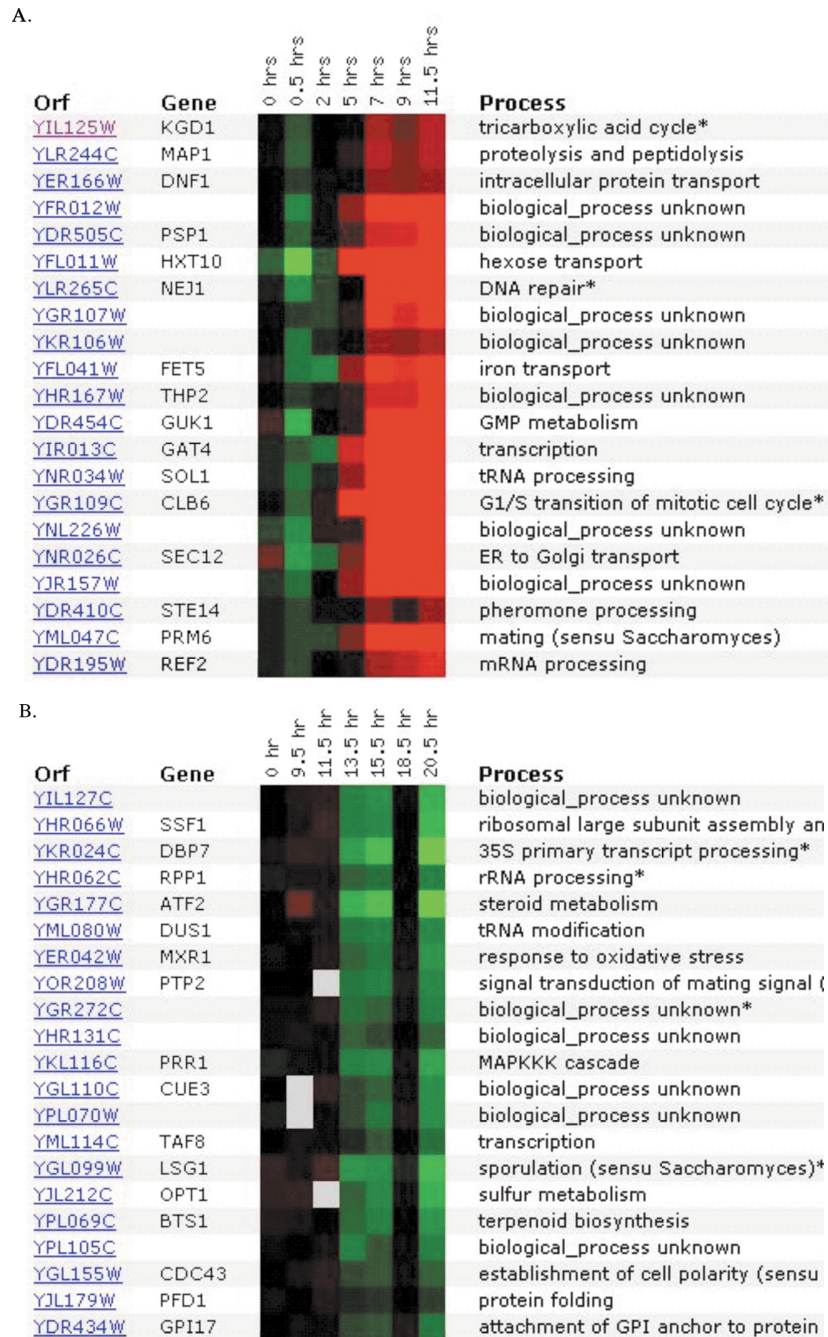 A.
0 hrs 0.5 hrs 2 hrs 5 hrs 7 hrs 9 hrs 11.5 hrs
Orf Gene Process
YIL125W KGD1 tricarboxylic acid cycle*
YLR244C MAP1 proteolysis and peptidolysis
YER166W DNF1 intracellular protein transport
YFR012W biological_process unknown
YDR505C PSP1 biological_process unknown
YFL011W HXT10 hexose transport
YLR265C NEJ1 DNA repair*
YGR107W biological_process unknown
YKR106W biological_process unknown
YFL041W FET5 iron transport
YHR167W THP2 biological_process unknown
YDR454C GUK1 GMP metabolism
YIR013C GAT4 transcription
YNR034W SOL1 tRNA processing
YGR109C CLB6 G1/S transition of mitotic cell cycle*
YNL226W biological_process unknown
YNR026C SEC12 ER to Golgi transport
YJR157W biological_process unknown
YDR410C STE14 pheromone processing
YML047C PRM6 mating (sensu Saccharomyces)
YDR195W REF2 mRNA processing
B.
0 hr 9.5 hr 11.5 hr 13.5 hr 15.5 hr 18.5 hr 20.5 hr
Orf Gene Process
YIL127C biological_process unknown
YHR066W SSF1 ribosomal large subunit assembly an
YKR024C DBP7 35S primary transcript processing*
YHR062C RPP1 rRNA processing*
YGR177C ATF2 steroid metabolism
YML080W DUS1 tRNA modification
YER042W MXR1 response to oxidative stress
YOR208W PTP2 signal transduction of mating signal (
YGR272C biological_process unknown*
YHR131C biological_process unknown
YKL116C PRR1 MAPKKK cascade
YGL110C CUE3 biological_process unknown
YPL070W biological_process unknown
YML114C TAF8 transcription
YGL099W LSG1 sporulation (sensu Saccharomyces)*
YJL212C OPT1 sulfur metabolism
YPL069C BTS1 terpenoid biosynthesis
YPL105C biological_process unknown
YGL155W CDC43 establishment of cell polarity (sensu
YJL179W PFD1 protein folding
YDR434W GPI17 attachment of GPI anchor to protein